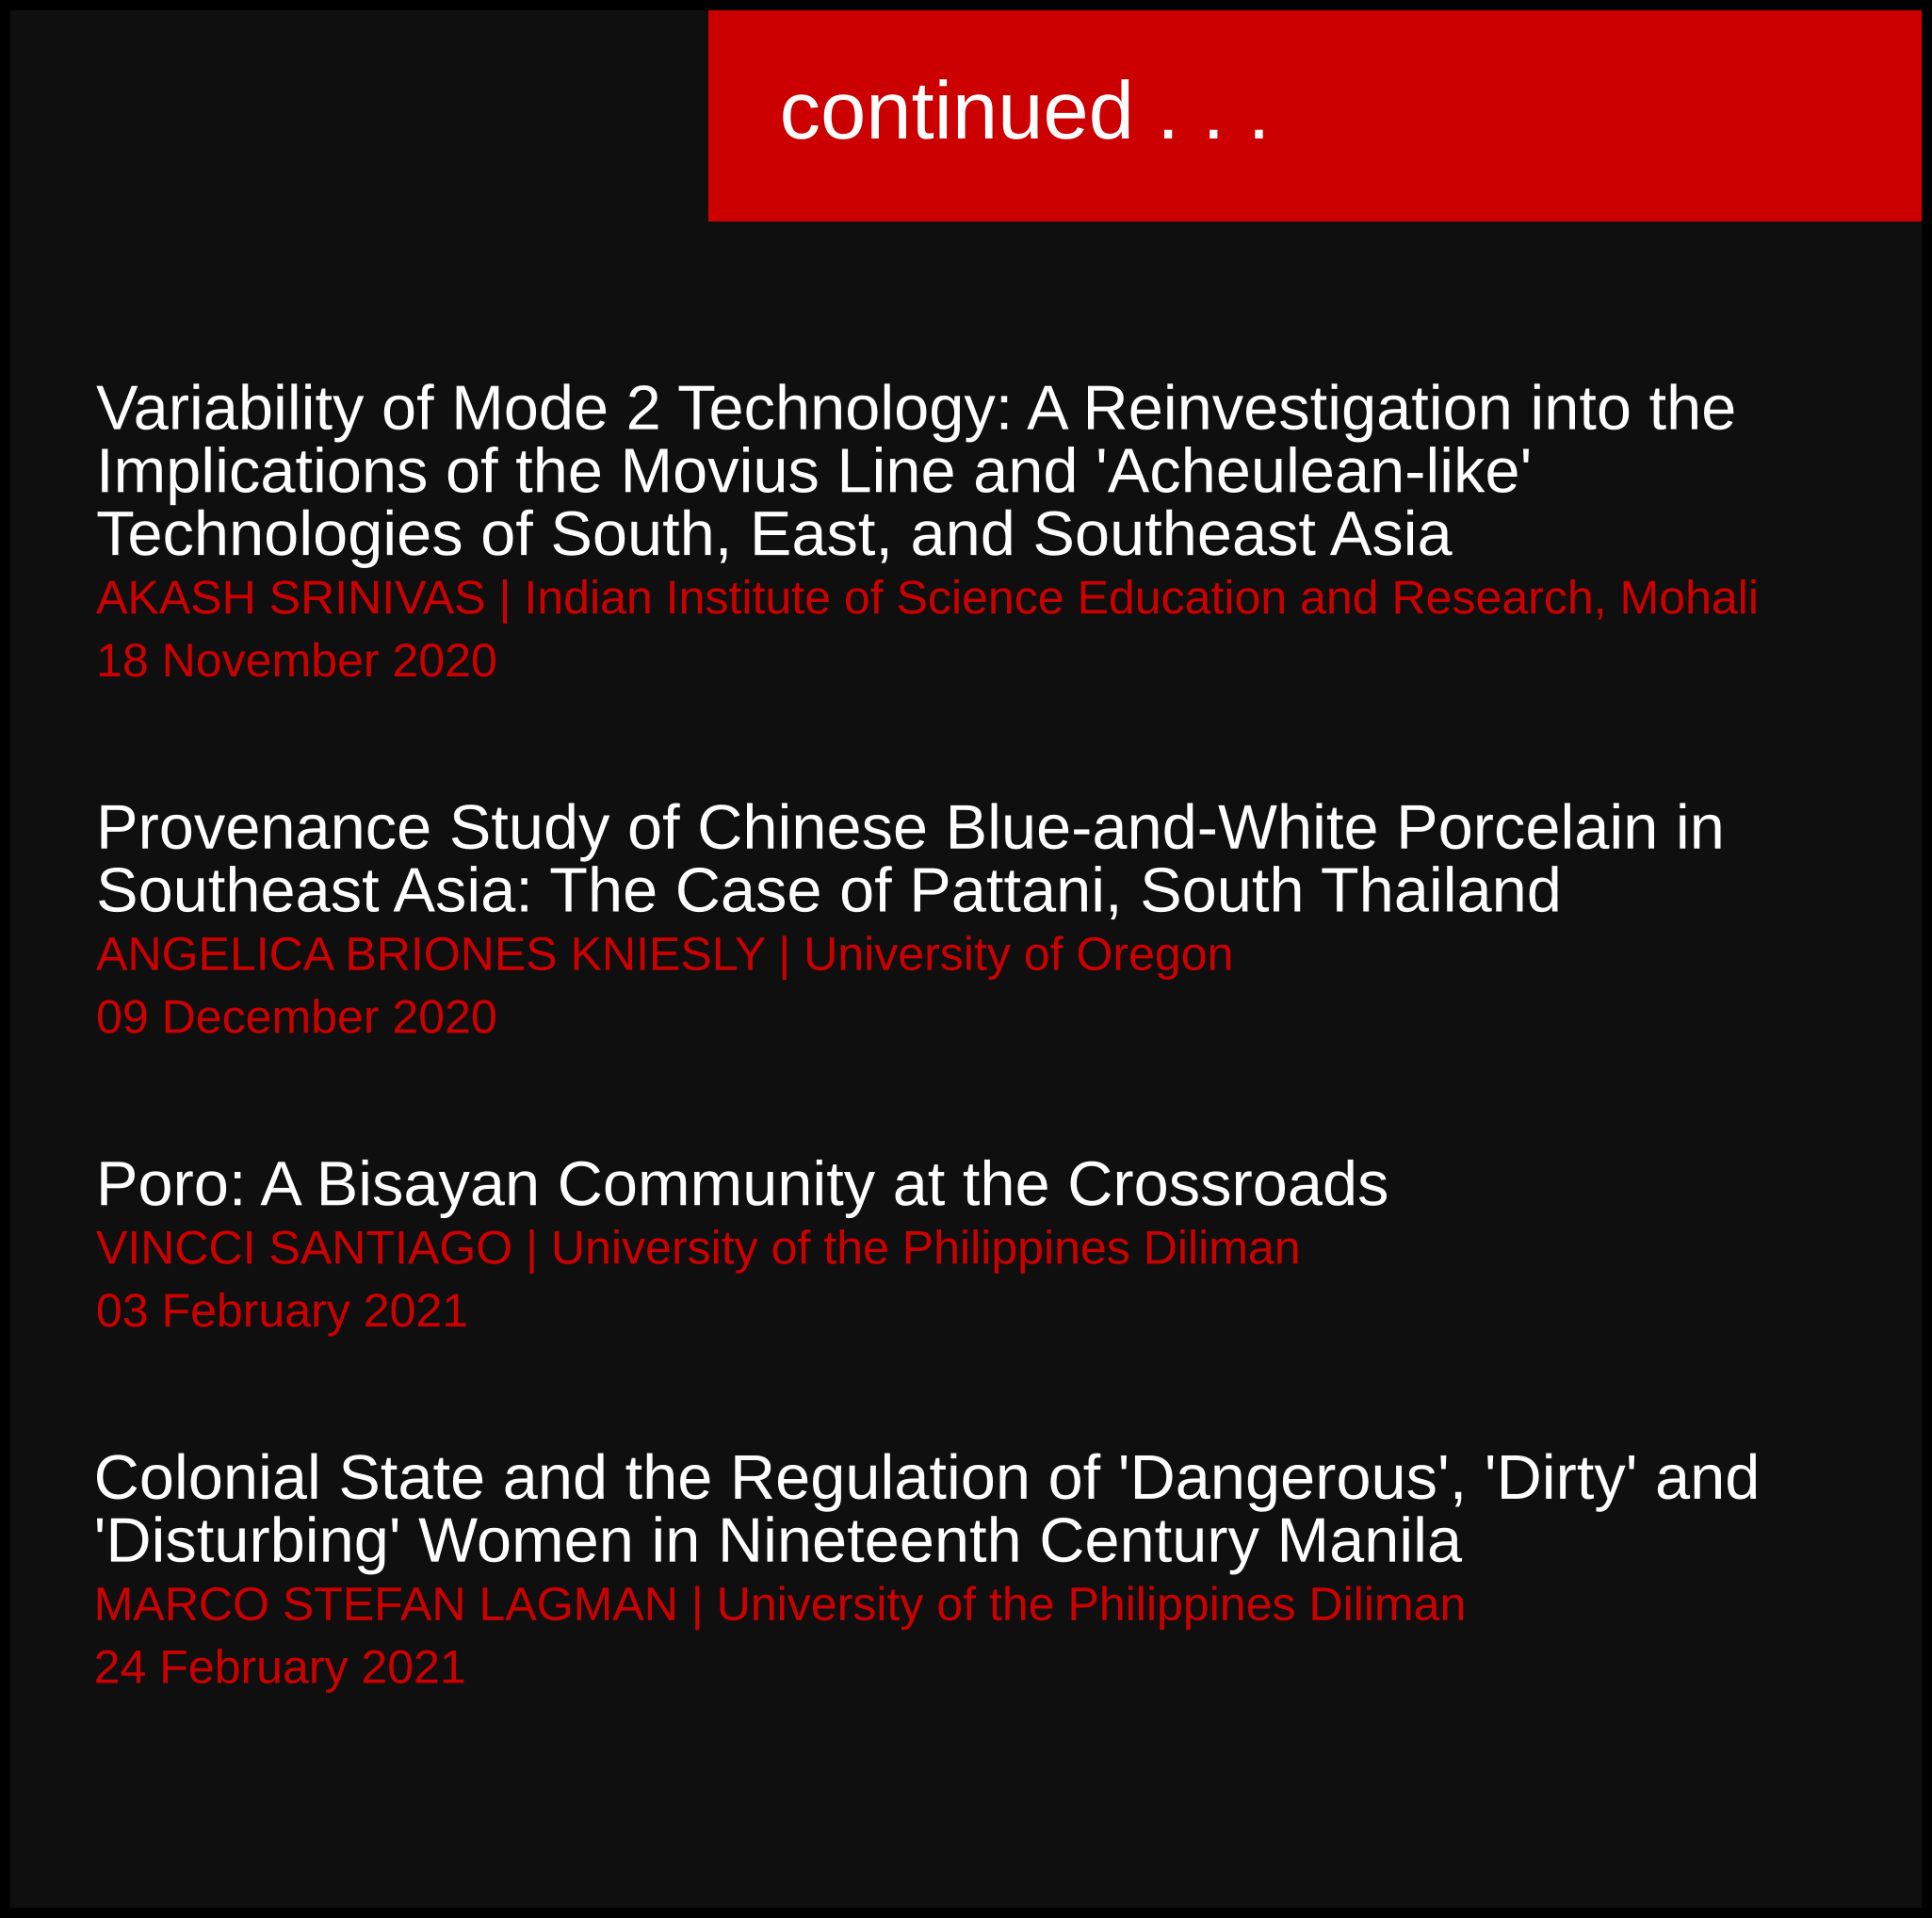 continued . . .
Variability of Mode 2 Technology: A Reinvestigation into the
Implications of the Movius Line and 'Acheulean-like'
Technologies of South, East, and Southeast Asia
AKASH SRINIVAS | Indian Institute of Science Education and Research, Mohali
18 November 2020
Provenance Study of Chinese Blue-and-White Porcelain in
Southeast Asia: The Case of Pattani, South Thailand
ANGELICA BRIONES KNIESLY | University of Oregon
09 December 2020
Poro: A Bisayan Community at the Crossroads
VINCCI SANTIAGO | University of the Philippines Diliman
03 February 2021
Colonial State and the Regulation of 'Dangerous', 'Dirty' and
'Disturbing' Women in Nineteenth Century Manila
MARCO STEFAN LAGMAN | University of the Philippines Diliman
24 February 2021